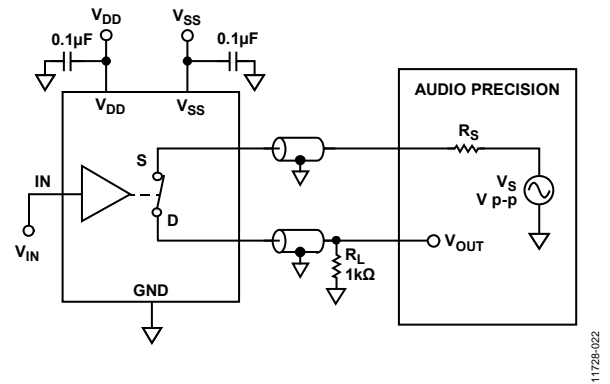 VDD
VSS
0.1µF
0.1µF
VDD
VSS
AUDIO PRECISION
RS
S
VS
V p-p
IN
D
VOUT
VIN
RL
1kΩ
GND
11728-022